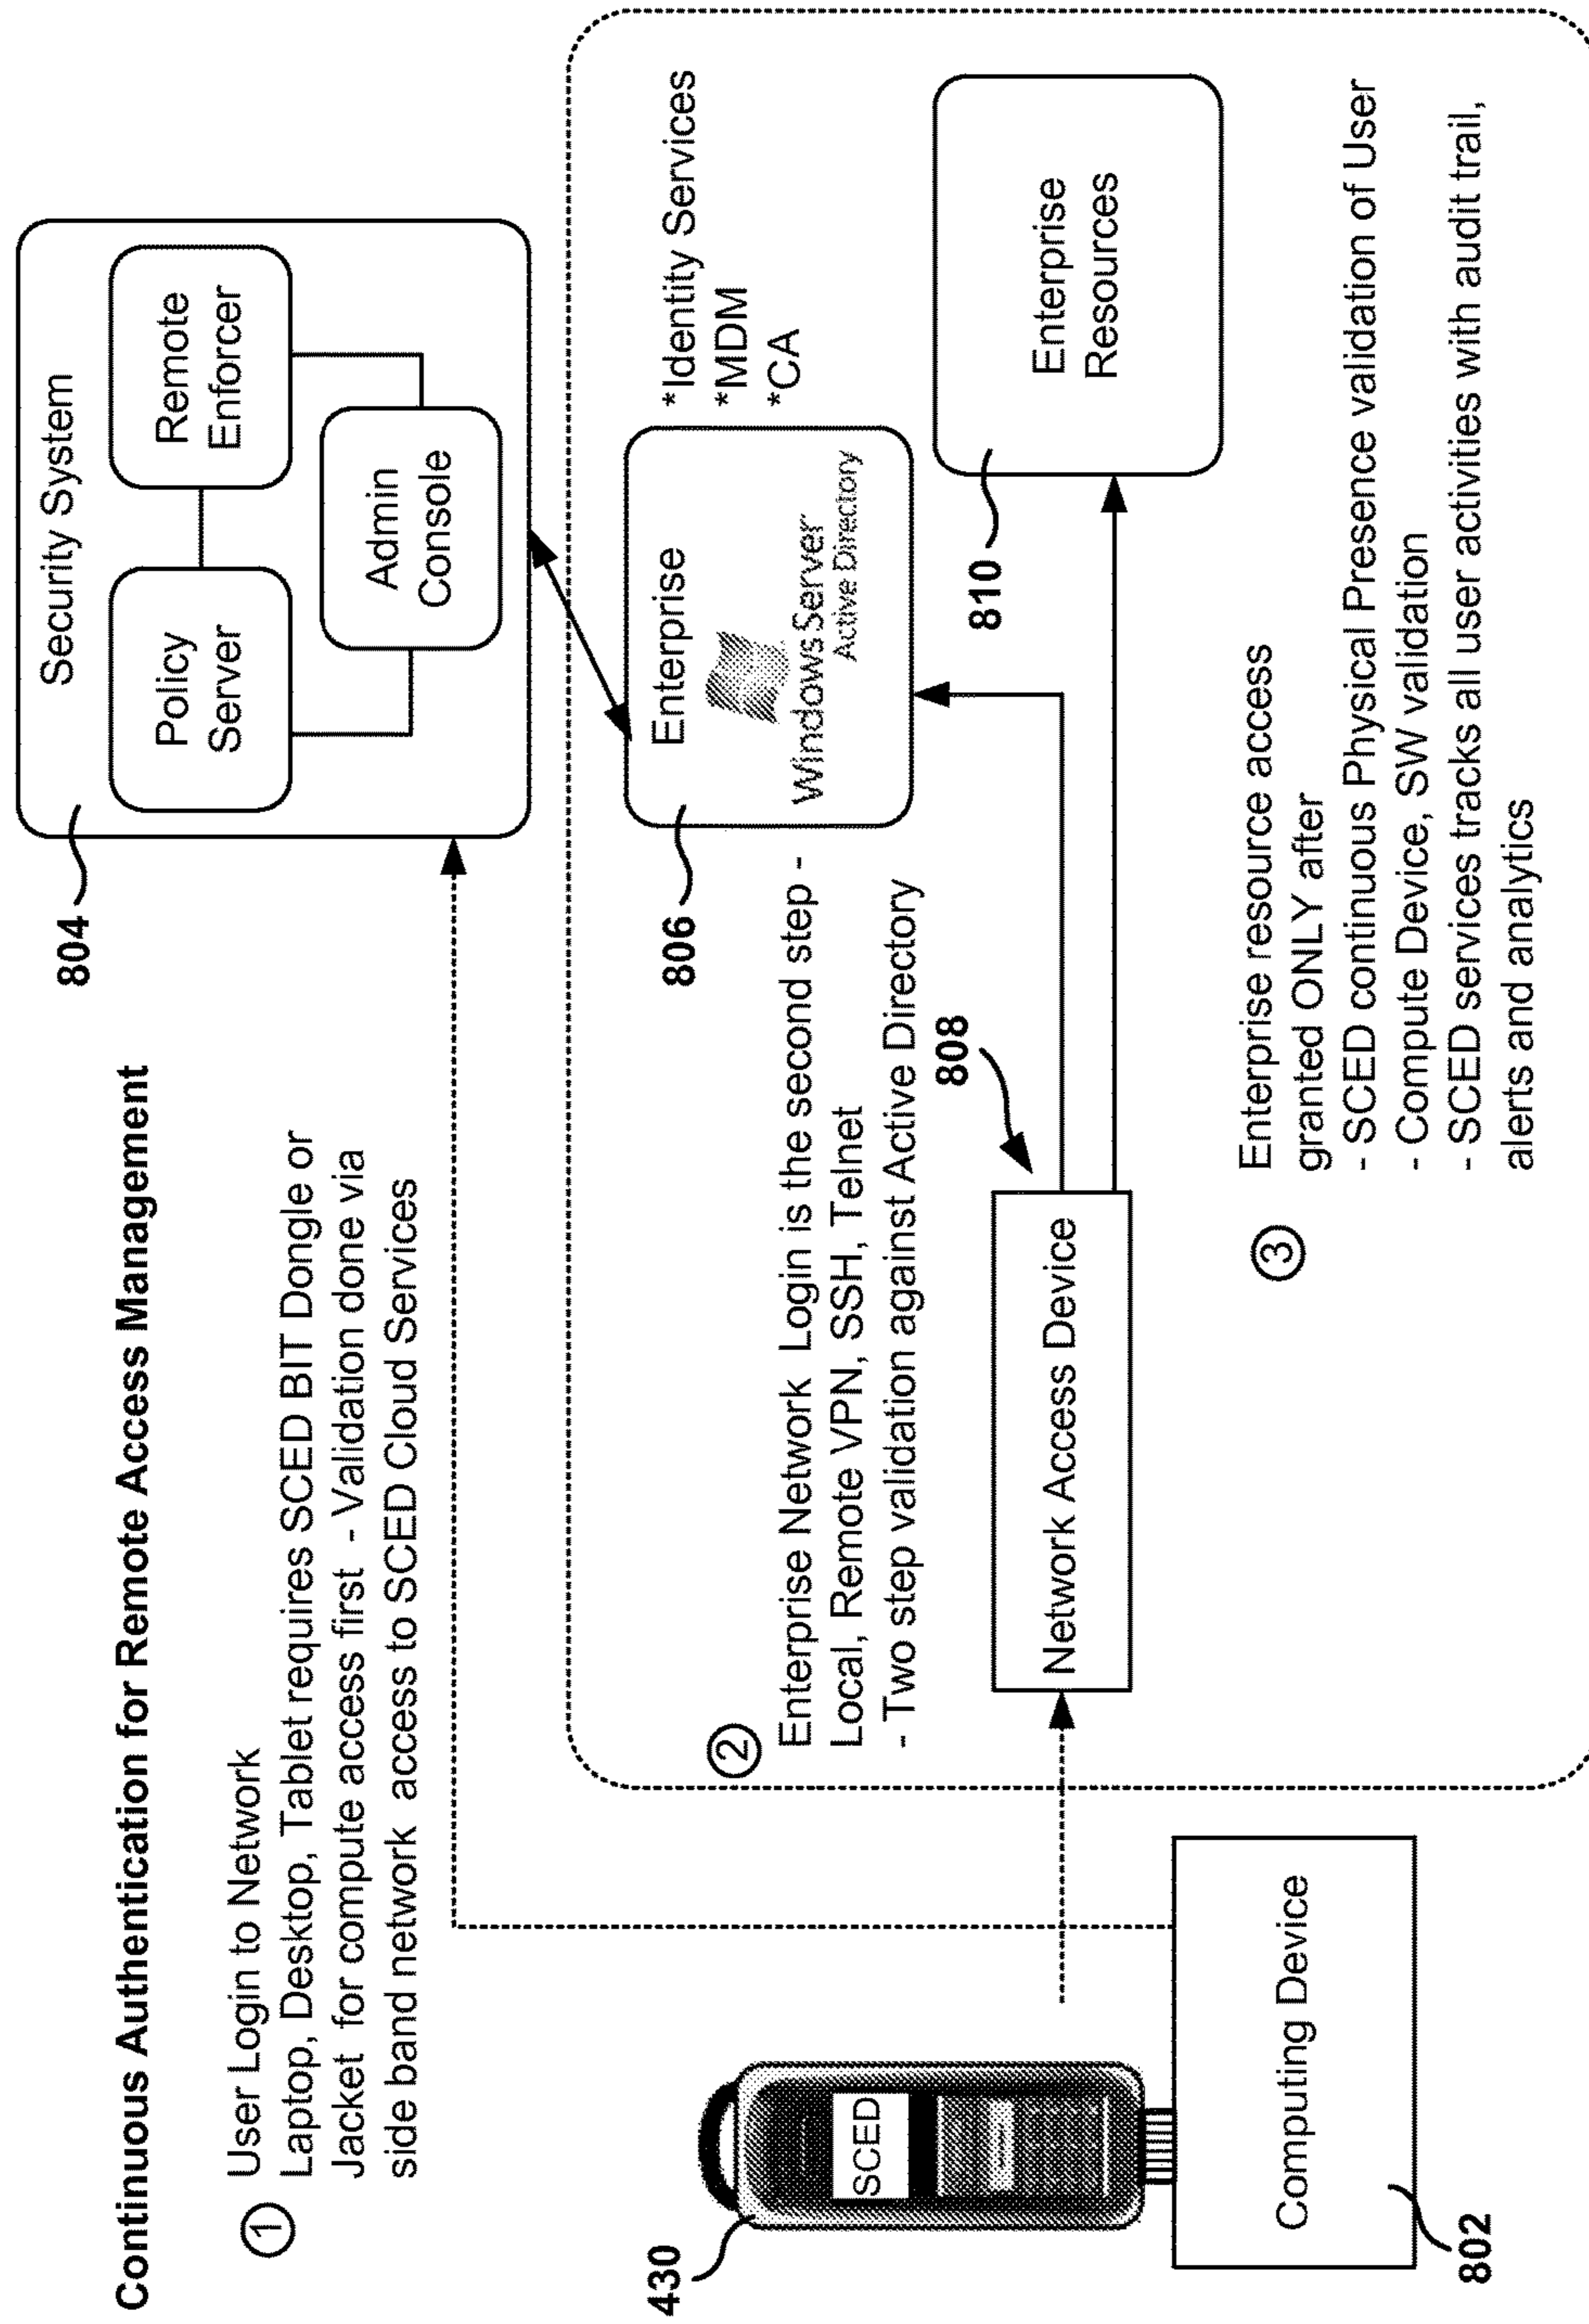 Continuous Authentication for Remote Access Management
1
User Login to Network
Laptop, Desktop, Tablet requires SCED BIT Dongle or
Jacket for compute access first - Validation done via
side band network access to SCED Cloud Services
804
Security System
Policy
Server
Remote
Enforcer
Admin
Console
2
Enterprise Network Login is the second step -
Local, Remote VPN, SSH, Telnet
- Two step validation against Active Directory
806
Enterprise
Windows Server
Active Directory
*Identity Services
*MDM
*CA
430
SCED
Computing Device
802
Network Access Device
808
810
Enterprise
Resources
3
Enterprise resource access
granted ONLY after
- SCED continuous Physical Presence validation of User
- Compute Device, SW validation
- SCED services tracks all user activities with audit trail,
alerts and analytics